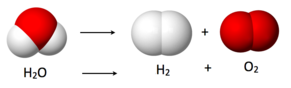 +
H₂O → H₂ + O₂